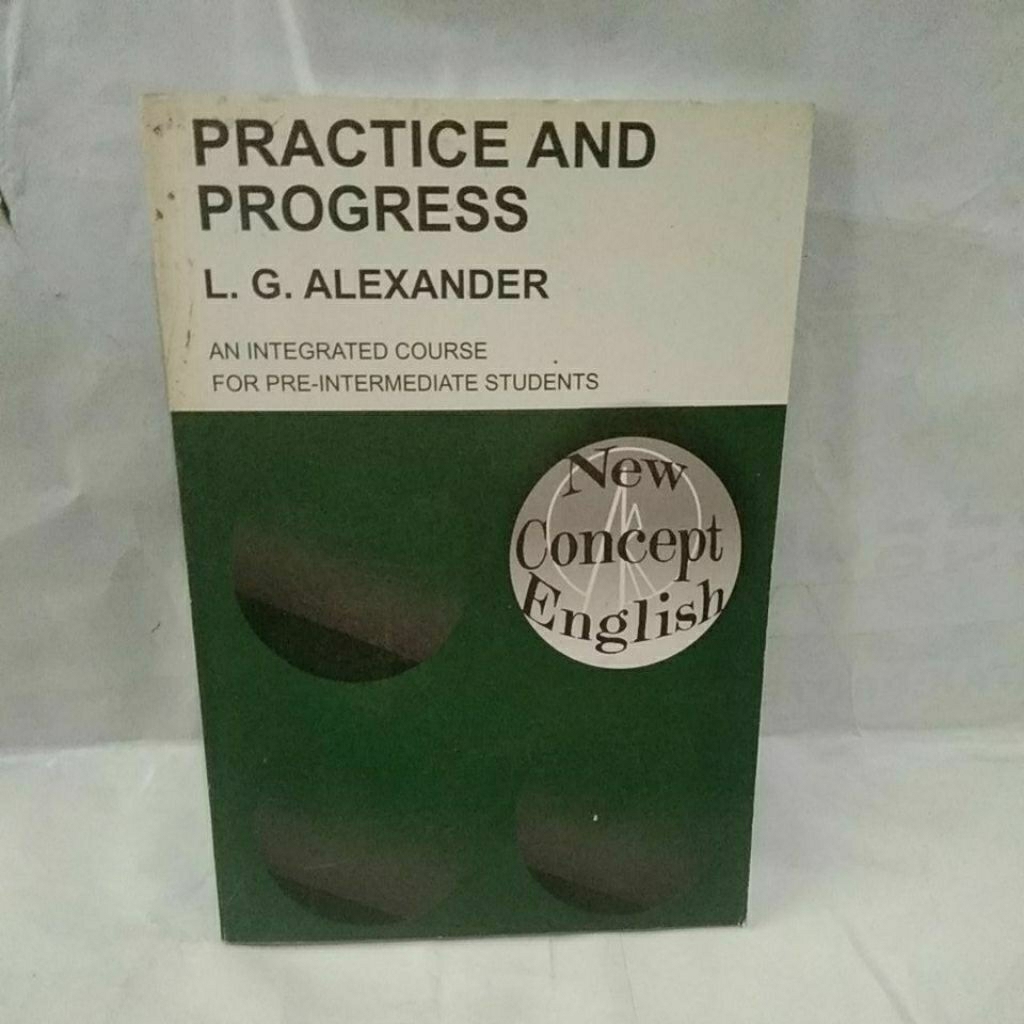 PRACTICE AND
PROGRESS
L. G. ALEXANDER
AN INTEGRATED COURSE
FOR PRE-INTERMEDIATE STUDENTS
New
Concept
English